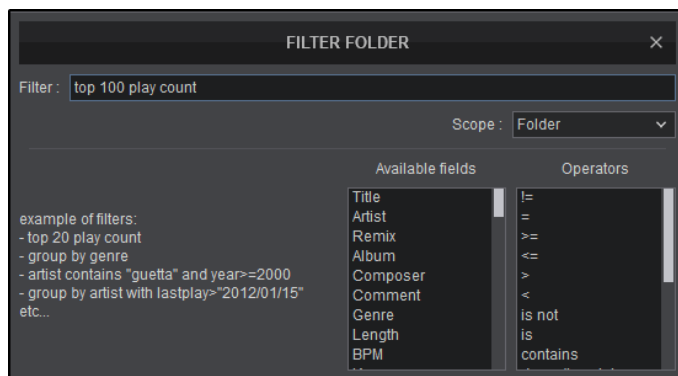 FILTER FOLDER
Filter : top 100 play count
Scope : Folder
Available fields
Operators
example of filters:
- top 20 play count
- group by genre
- artist contains "guetta" and year>=2000
- group by artist with lastplay>"2012/01/15"
etc...
Title
Artist
Remix
Album
Composer
Comment
Genre
Length
BPM
!=
=
>=
<=
>
<
is not
is
contains